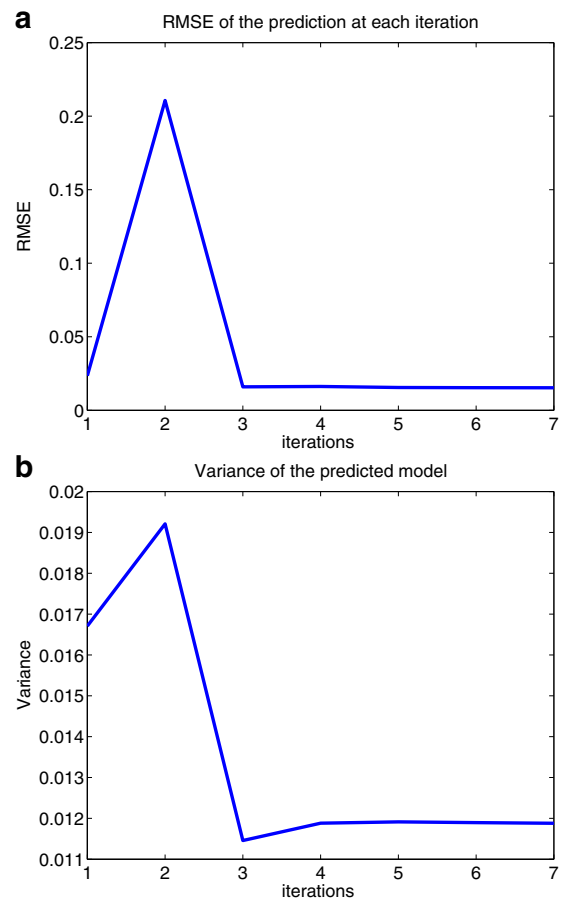 a
RMSE of the prediction at each iteration
0.25
0.2
0.15
0.1
0.05
0
RMSE
1 2 3 4 5 6 7
iterations
b
Variance of the predicted model
0.02
0.019
0.018
0.017
0.016
0.015
0.014
0.013
0.012
0.011
Variance
1 2 3 4 5 6 7
iterations